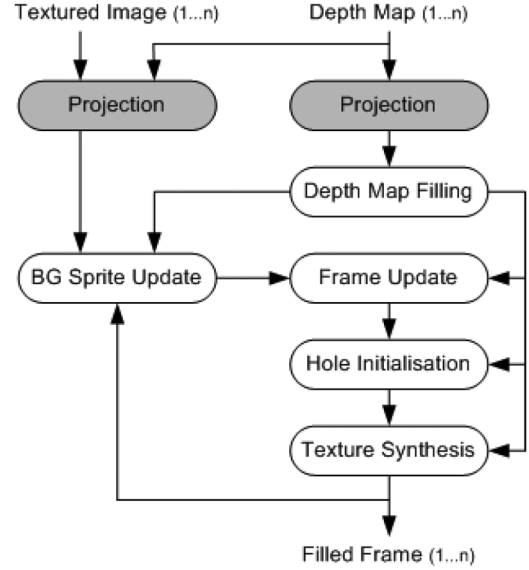 Textured Image (1...n)
Depth Map (1...n)
Projection
Projection
Depth Map Filling
BG Sprite Update
Frame Update
Hole Initialisation
Texture Synthesis
Filled Frame (1...n)